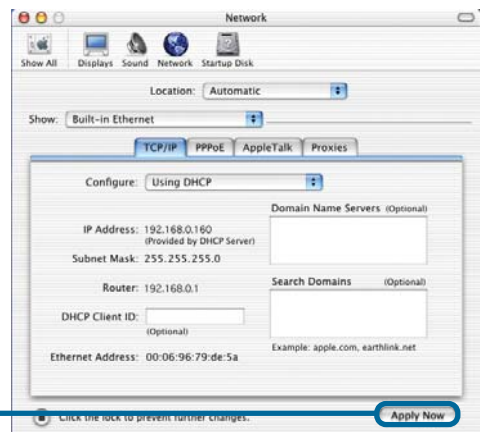 Network
Show All Displays Sound Network Startup Disk
Location: Automatic
Show: Built-in Ethernet
TCP/IP PPPoE AppleTalk Proxies
Configure: Using DHCP
Domain Name Servers (Optional)
IP Address: 192.168.0.160
(Provided by DHCP Server)
Subnet Mask: 255.255.255.0
Router: 192.168.0.1
Search Domains (Optional)
DHCP Client ID:
(Optional)
Example: apple.com, earthlink.net
Ethernet Address: 00:06:96:79:de:5a
Click the lock to prevent further changes.
Apply Now